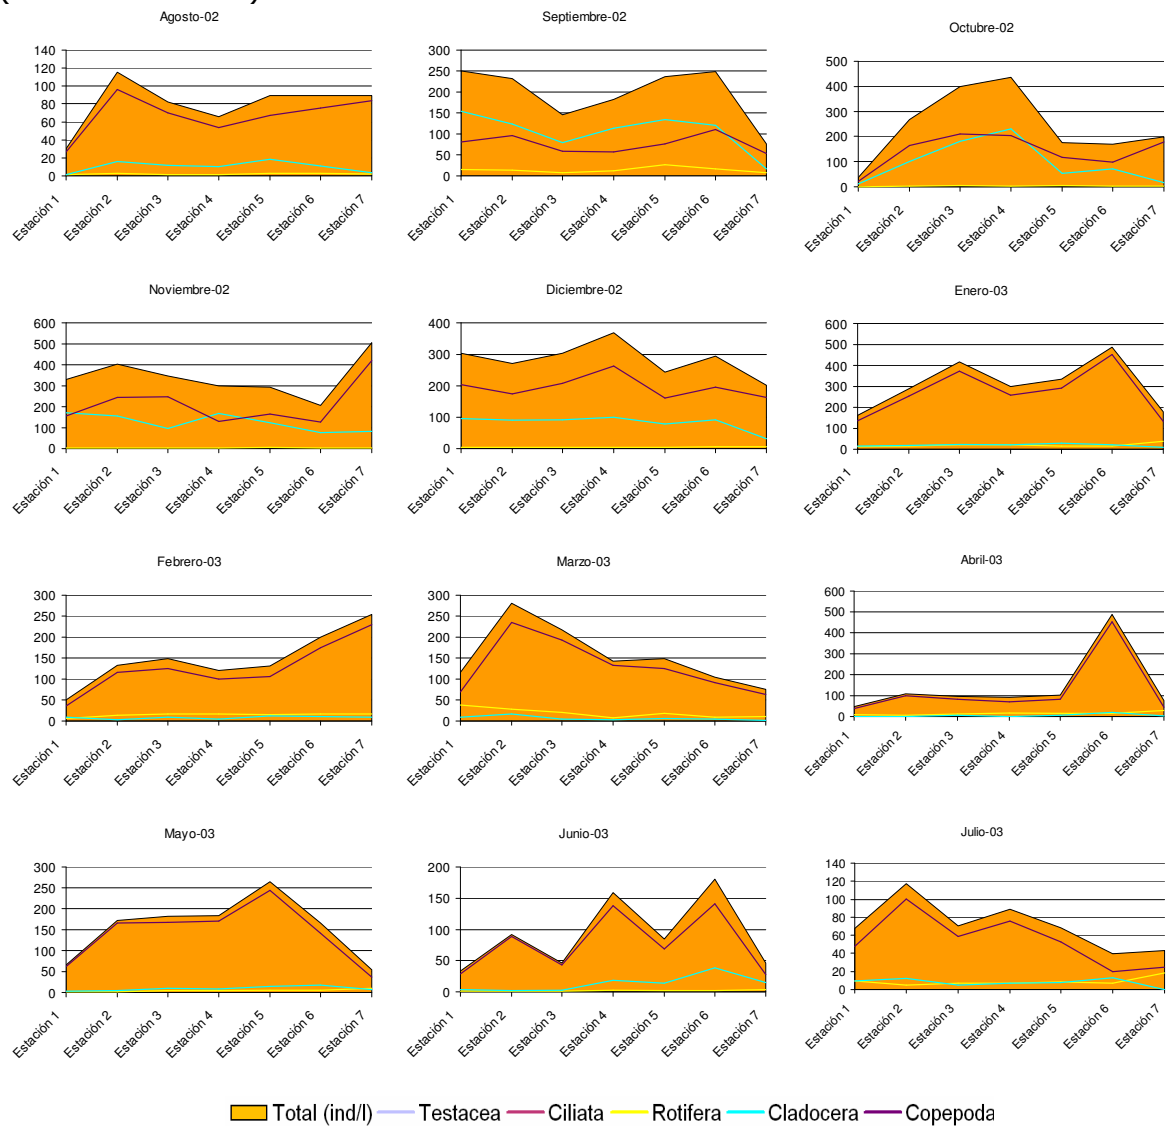 Agosto-02
140
120
100
80
60
40
20
0
Estación 1
Estación 2
Estación 3
Estación 4
Estación 5
Estación 6
Estación 7
Septiembre-02
300
250
200
150
100
50
0
Estación 1
Estación 2
Estación 3
Estación 4
Estación 5
Estación 6
Estación 7
Octubre-02
500
400
300
200
100
0
Estación 1
Estación 2
Estación 3
Estación 4
Estación 5
Estación 6
Estación 7
Noviembre-02
600
500
400
300
200
100
0
Estación 1
Estación 2
Estación 3
Estación 4
Estación 5
Estación 6
Estación 7
Diciembre-02
400
300
200
100
0
Estación 1
Estación 2
Estación 3
Estación 4
Estación 5
Estación 6
Estación 7
Enero-03
600
500
400
300
200
100
0
Estación 1
Estación 2
Estación 3
Estación 4
Estación 5
Estación 6
Estación 7
Febrero-03
300
250
200
150
100
50
0
Estación 1
Estación 2
Estación 3
Estación 4
Estación 5
Estación 6
Estación 7
Marzo-03
300
250
200
150
100
50
0
Estación 1
Estación 2
Estación 3
Estación 4
Estación 5
Estación 6
Estación 7
Abril-03
600
500
400
300
200
100
0
Estación 1
Estación 2
Estación 3
Estación 4
Estación 5
Estación 6
Estación 7
Mayo-03
300
250
200
150
100
50
0
Estación 1
Estación 2
Estación 3
Estación 4
Estación 5
Estación 6
Estación 7
Junio-03
200
150
100
50
0
Estación 1
Estación 2
Estación 3
Estación 4
Estación 5
Estación 6
Estación 7
Julio-03
140
120
100
80
60
40
20
0
Estación 1
Estación 2
Estación 3
Estación 4
Estación 5
Estación 6
Estación 7
Total (ind/l) Testacea Ciliata Rotifera Cladocera Copepoda